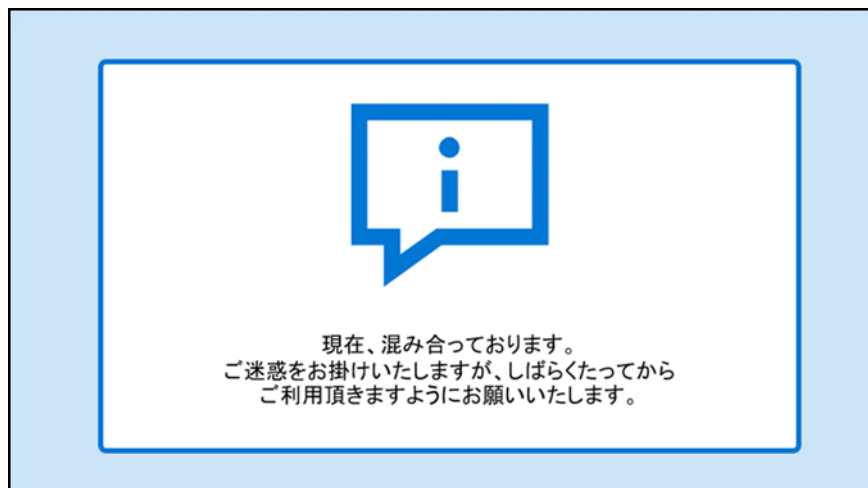 現在、混み合っております。
ご迷惑をお掛けいたしますが、しばらくたってから
ご利用頂きますようにお願いいたします。